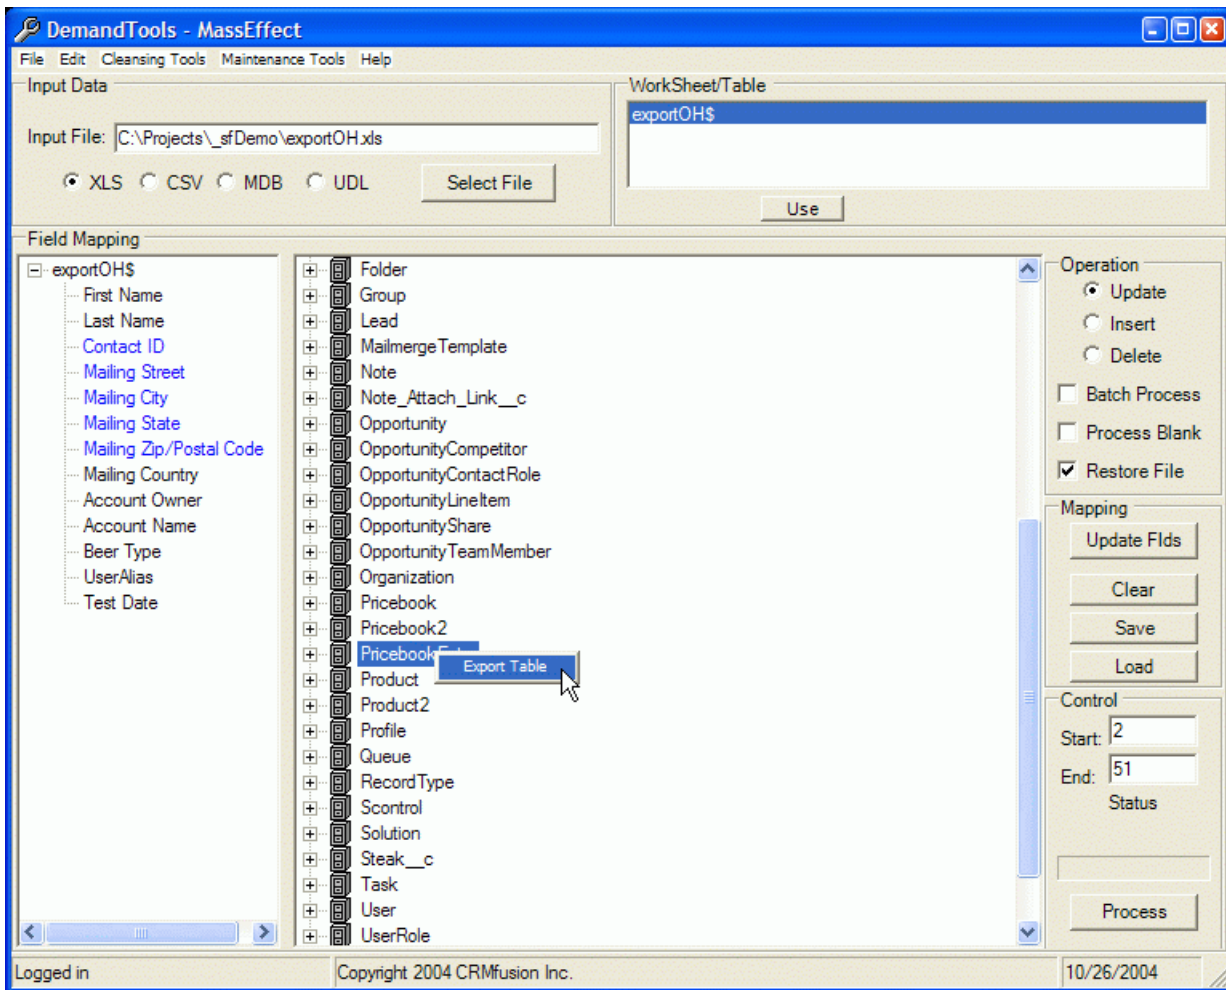 DemandTools - MassEffect
File Edit Cleansing Tools Maintenance Tools Help
Input Data
Input File: C:\Projects\_sfDemo\exportOH.xls
XLS CSV MDB UDL Select File
WorkSheet/Table
exportOH$
Use
Field Mapping
exportOH$
First Name
Last Name
Contact ID
Mailing Street
Mailing City
Mailing State
Mailing Zip/Postal Code
Mailing Country
Account Owner
Account Name
Beer Type
UserAlias
Test Date
Folder
Group
Lead
MailmergeTemplate
Note
Note_Attach_Link__c
Opportunity
OpportunityCompetitor
OpportunityContactRole
OpportunityLineItem
OpportunityShare
OpportunityTeamMember
Organization
Pricebook
Pricebook2
Export Table
Product
Product2
Profile
Queue
RecordType
Scontrol
Solution
Steak__c
Task
User
UserRole
Operation
Update
Insert
Delete
Batch Process
Process Blank
Restore File
Mapping
Update Flds
Clear
Save
Load
Control
Start: 2
End: 51
Status
Process
Logged in Copyright 2004 CRMfusion Inc. 10/26/2004